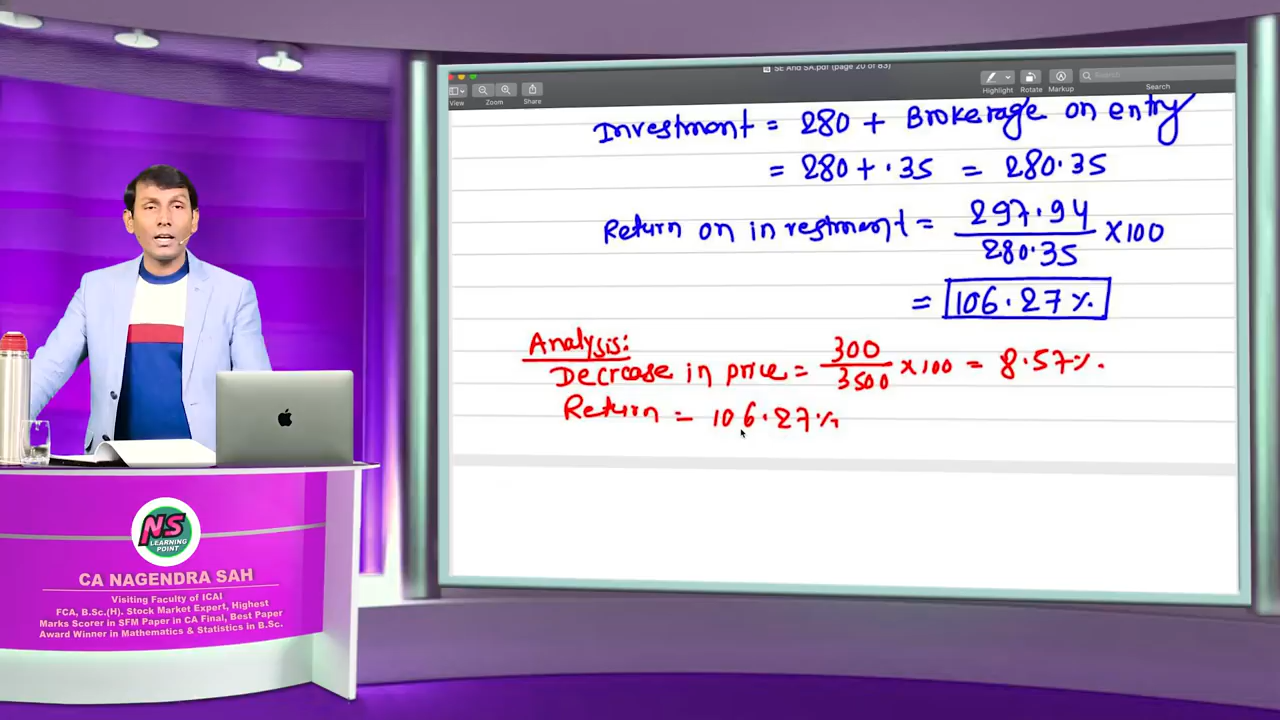 SE And SA.pdf (page 20 of 83)
View
Zoom
Share
Highlight
Rotate
Markup
Search
Search
Investment = 280 + Brokerage on entry
= 280 + .35 = 280.35
Return on investment = 297.94 / 280.35 × 100
= 106.27 %
Analysis:
Decrease in price = 300 / 3500 × 100 = 8.57 %.
Return = 106.27 %
NS
LEARNING
POINT
CA NAGENDRA SAH
Visiting Faculty of ICAI
FCA, B.Sc.(H). Stock Market Expert, Highest
Marks Scorer in SFM Paper in CA Final, Best Paper
Award Winner in Mathematics & Statistics in B.Sc.